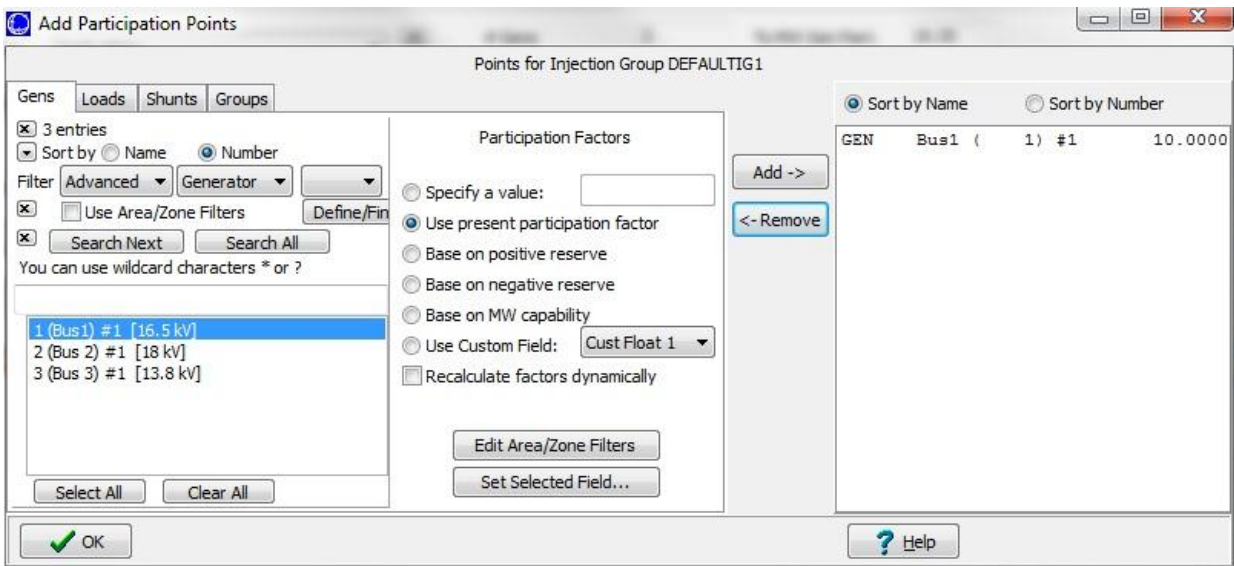 Add Participation Points
Points for Injection Group DEFAULTIG1
Gens Loads Shunts Groups
3 entries
Sort by Name Number
Filter Advanced Generator
Use Area/Zone Filters Define/Fin
Search Next Search All
You can use wildcard characters * or ?
1 (Bus1) #1 [16.5 kV]
2 (Bus 2) #1 [18 kV]
3 (Bus 3) #1 [13.8 kV]
Select All Clear All
Participation Factors
Specify a value:
Use present participation factor
Base on positive reserve
Base on negative reserve
Base on MW capability
Use Custom Field: Cust Float 1
Recalculate factors dynamically
Edit Area/Zone Filters
Set Selected Field...
Add ->
<- Remove
Sort by Name Sort by Number
GEN Bus1 ( 1) #1 10.0000
OK
Help